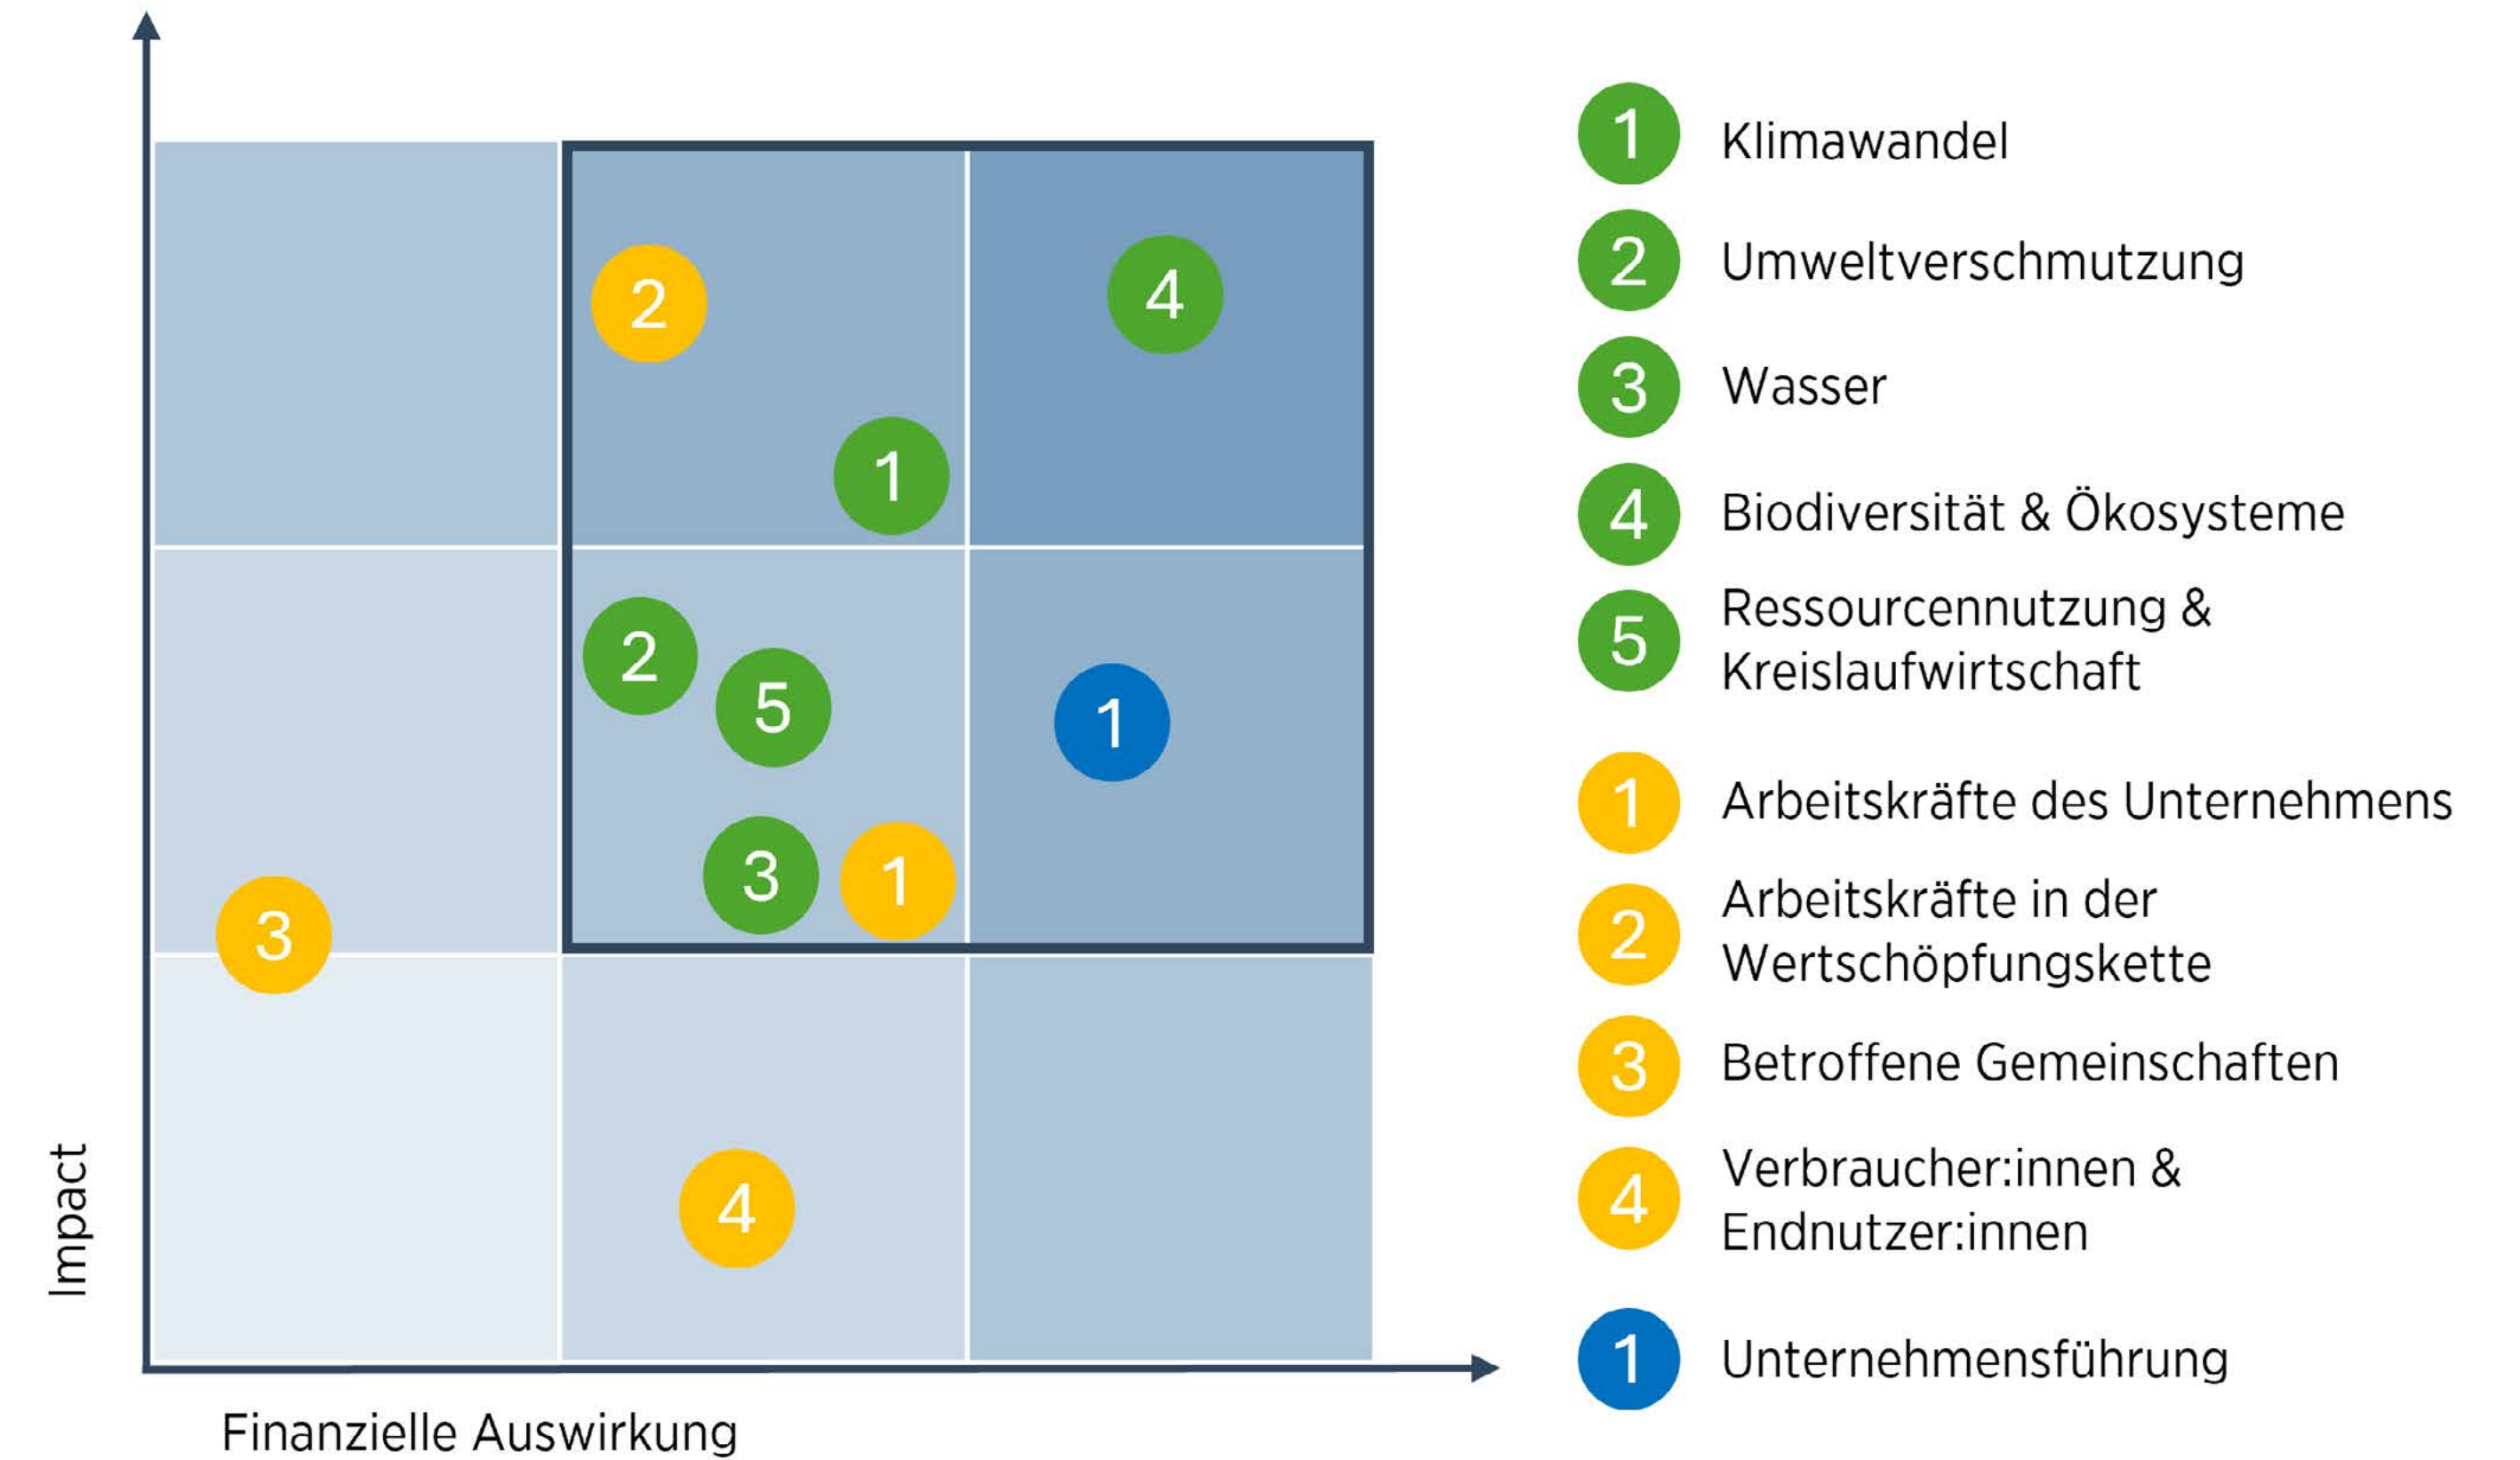 2
4
1
2
5
1
3
1
3
4
Impact
Finanzielle Auswirkung
1 Klimawandel
2 Umweltverschmutzung
3 Wasser
4 Biodiversität & Ökosysteme
5 Ressourcennutzung &
Kreislaufwirtschaft
1 Arbeitskräfte des Unternehmens
2 Arbeitskräfte in der
Wertschöpfungskette
3 Betroffene Gemeinschaften
4 Verbraucher:innen &
Endnutzer:innen
1 Unternehmensführung